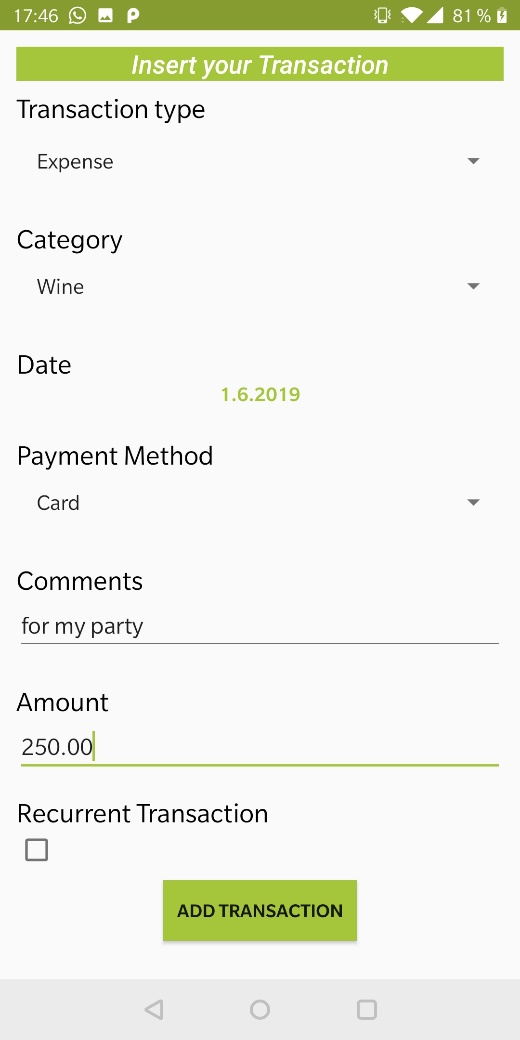 17:46 81 %
Insert your Transaction
Transaction type
Expense
Category
Wine
Date
1.6.2019
Payment Method
Card
Comments
for my party
Amount
250.00
Recurrent Transaction
ADD TRANSACTION